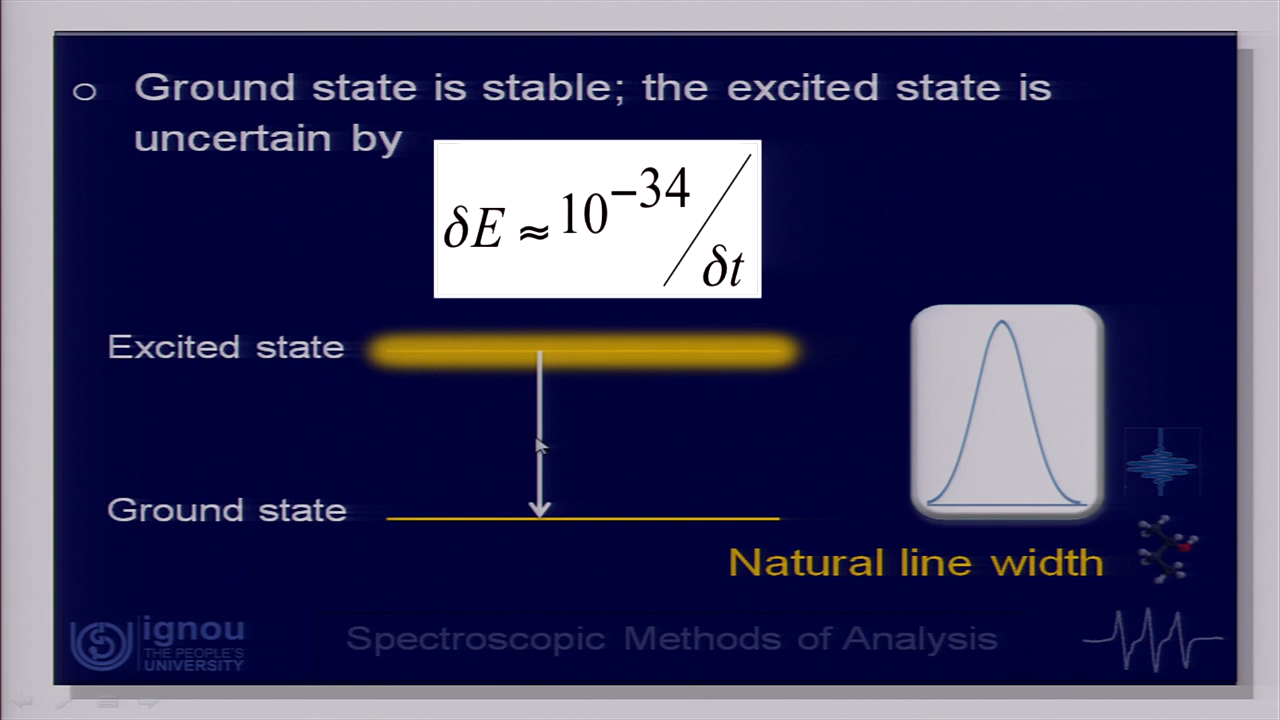 Ground state is stable; the excited state is
uncertain by
δE ≈ 10⁻³⁴/δt
Excited state
Ground state
Natural line width
ignou
THE PEOPLE'S
UNIVERSITY
Spectroscopic Methods of Analysis